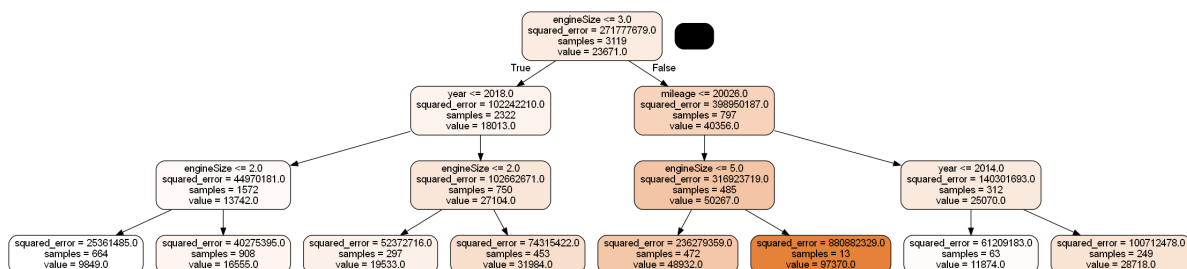 engineSize <= 3.0
squared_error = 271777679.0
samples = 3119
value = 23671.0
True
False
year <= 2018.0
squared_error = 102242210.0
samples = 2322
value = 18013.0
mileage <= 20026.0
squared_error = 398950187.0
samples = 797
value = 40356.0
engineSize <= 2.0
squared_error = 44970181.0
samples = 1572
value = 13742.0
engineSize <= 2.0
squared_error = 102662671.0
samples = 750
value = 27104.0
engineSize <= 5.0
squared_error = 316923719.0
samples = 485
value = 50267.0
year <= 2014.0
squared_error = 140301693.0
samples = 312
value = 25070.0
squared_error = 25361485.0
samples = 664
value = 9849.0
squared_error = 40275395.0
samples = 908
value = 16555.0
squared_error = 52372716.0
samples = 297
value = 19533.0
squared_error = 74315422.0
samples = 453
value = 31984.0
squared_error = 236279359.0
samples = 472
value = 48932.0
squared_error = 880882329.0
samples = 13
value = 97370.0
squared_error = 61209183.0
samples = 63
value = 11874.0
squared_error = 100712478.0
samples = 249
value = 28718.0